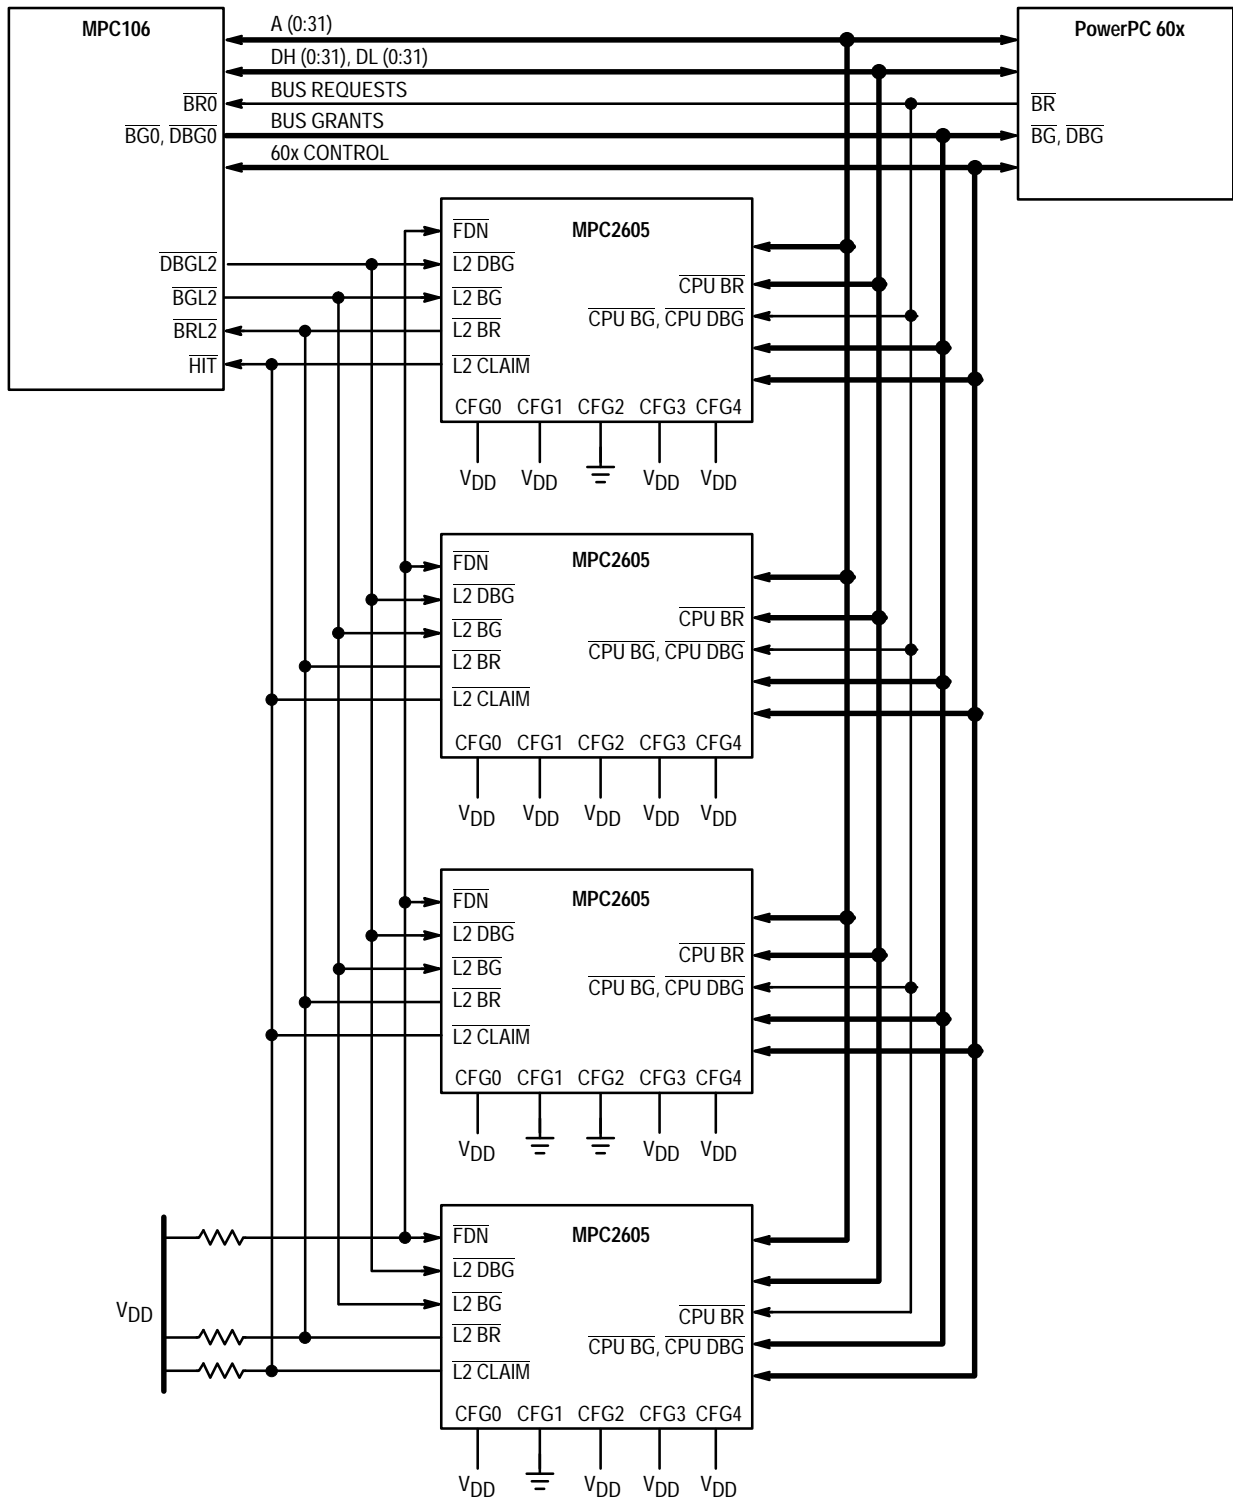 MPC106
A (0:31)
PowerPC 60x
DH (0:31), DL (0:31)
BR0
BUS REQUESTS
BR
BG0, DBG0
BUS GRANTS
BG, DBG
60x CONTROL
DBGL2
BGL2
BRL2
HIT
FDN
MPC2605
L2 DBG
CPU BR
L2 BG
CPU BG, CPU DBG
L2 BR
L2 CLAIM
CFG0 CFG1 CFG2 CFG3 CFG4
VDD VDD VDD VDD
FDN
MPC2605
L2 DBG
CPU BR
L2 BG
CPU BG, CPU DBG
L2 BR
L2 CLAIM
CFG0 CFG1 CFG2 CFG3 CFG4
VDD VDD VDD VDD VDD
FDN
MPC2605
L2 DBG
CPU BR
L2 BG
CPU BG, CPU DBG
L2 BR
L2 CLAIM
CFG0 CFG1 CFG2 CFG3 CFG4
VDD VDD VDD
VDD
FDN
MPC2605
L2 DBG
L2 BG
CPU BR
L2 BR
CPU BG, CPU DBG
L2 CLAIM
CFG0 CFG1 CFG2 CFG3 CFG4
VDD VDD VDD VDD